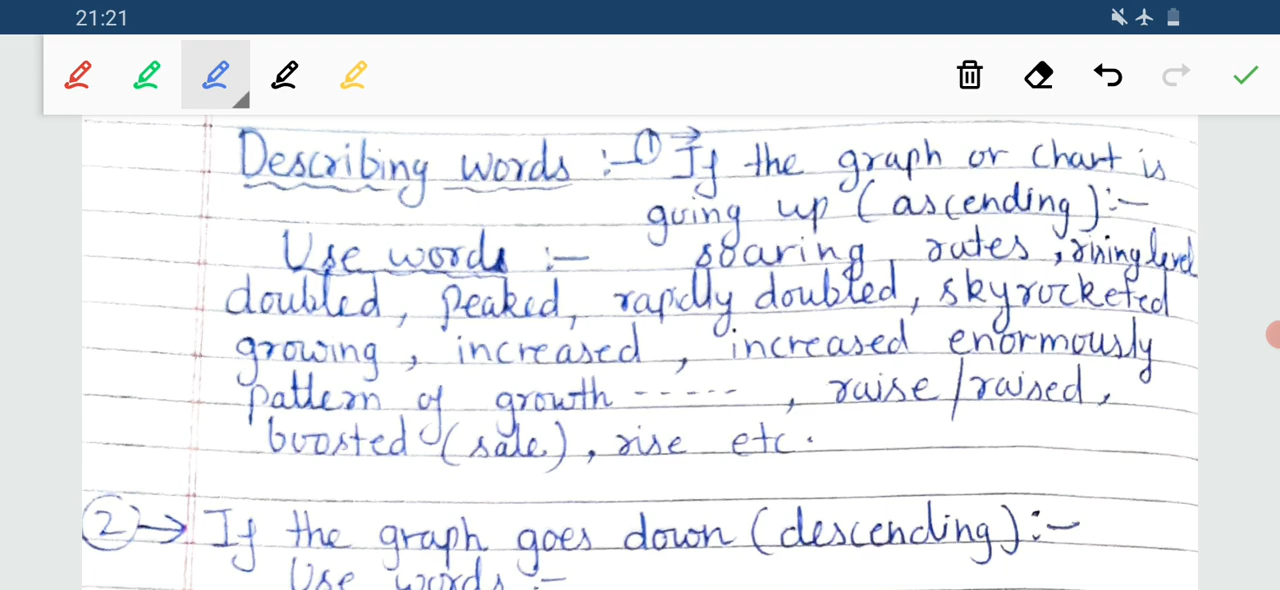 21:21
Describing words :- ① → If the graph or chart is
going up (ascending) :-
Use words :- soaring rates, rising level
doubled, peaked, rapidly doubled, skyrocketed
growing, increased, increased enormously
pattern of growth -----, raise/raised,
boosted (sale), rise etc.
② → If the graph goes down (descending) :-
Use words :-